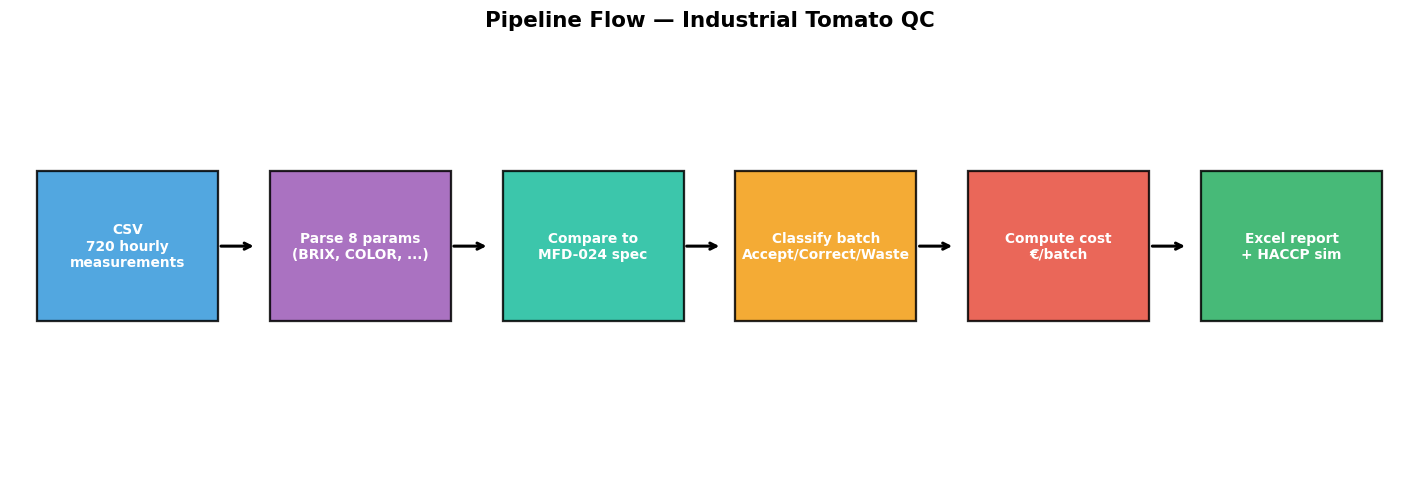 Pipeline Flow — Industrial Tomato QC
CSV
720 hourly
measurements
Parse 8 params
(BRIX, COLOR, ...)
Compare to
MFD-024 spec
Classify batch
Accept/Correct/Waste
Compute cost
€/batch
Excel report
+ HACCP sim